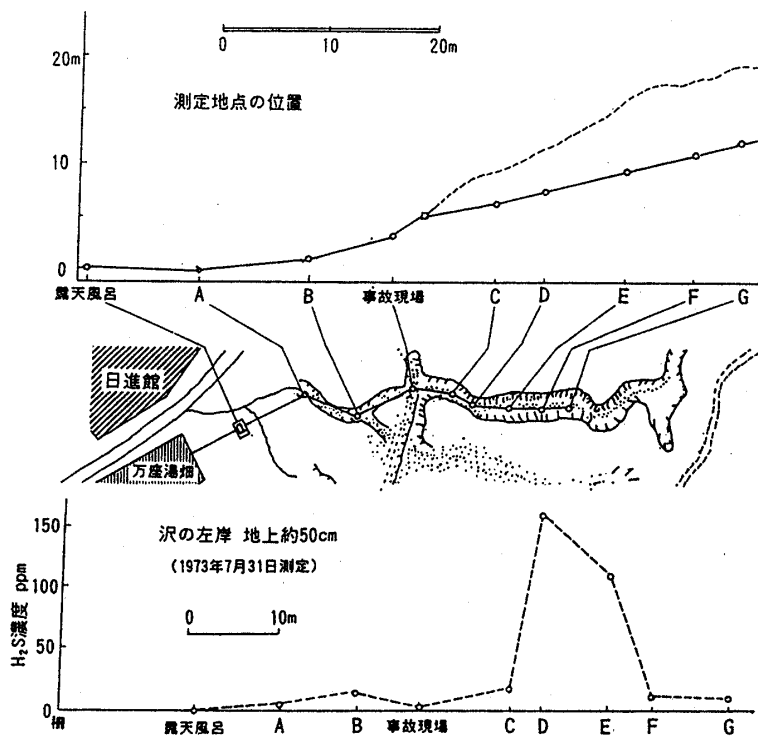 0 10 20m
20m
測定地点の位置
10
0
露天風呂 A B 事故現場 C D E F G
日進館
万座湯畑
150
沢の左岸 地上約50cm
(1973年7月31日測定)
100
0 10m
50
H₂S濃度 ppm
0
柵 露天風呂 A B 事故現場 C D E F G